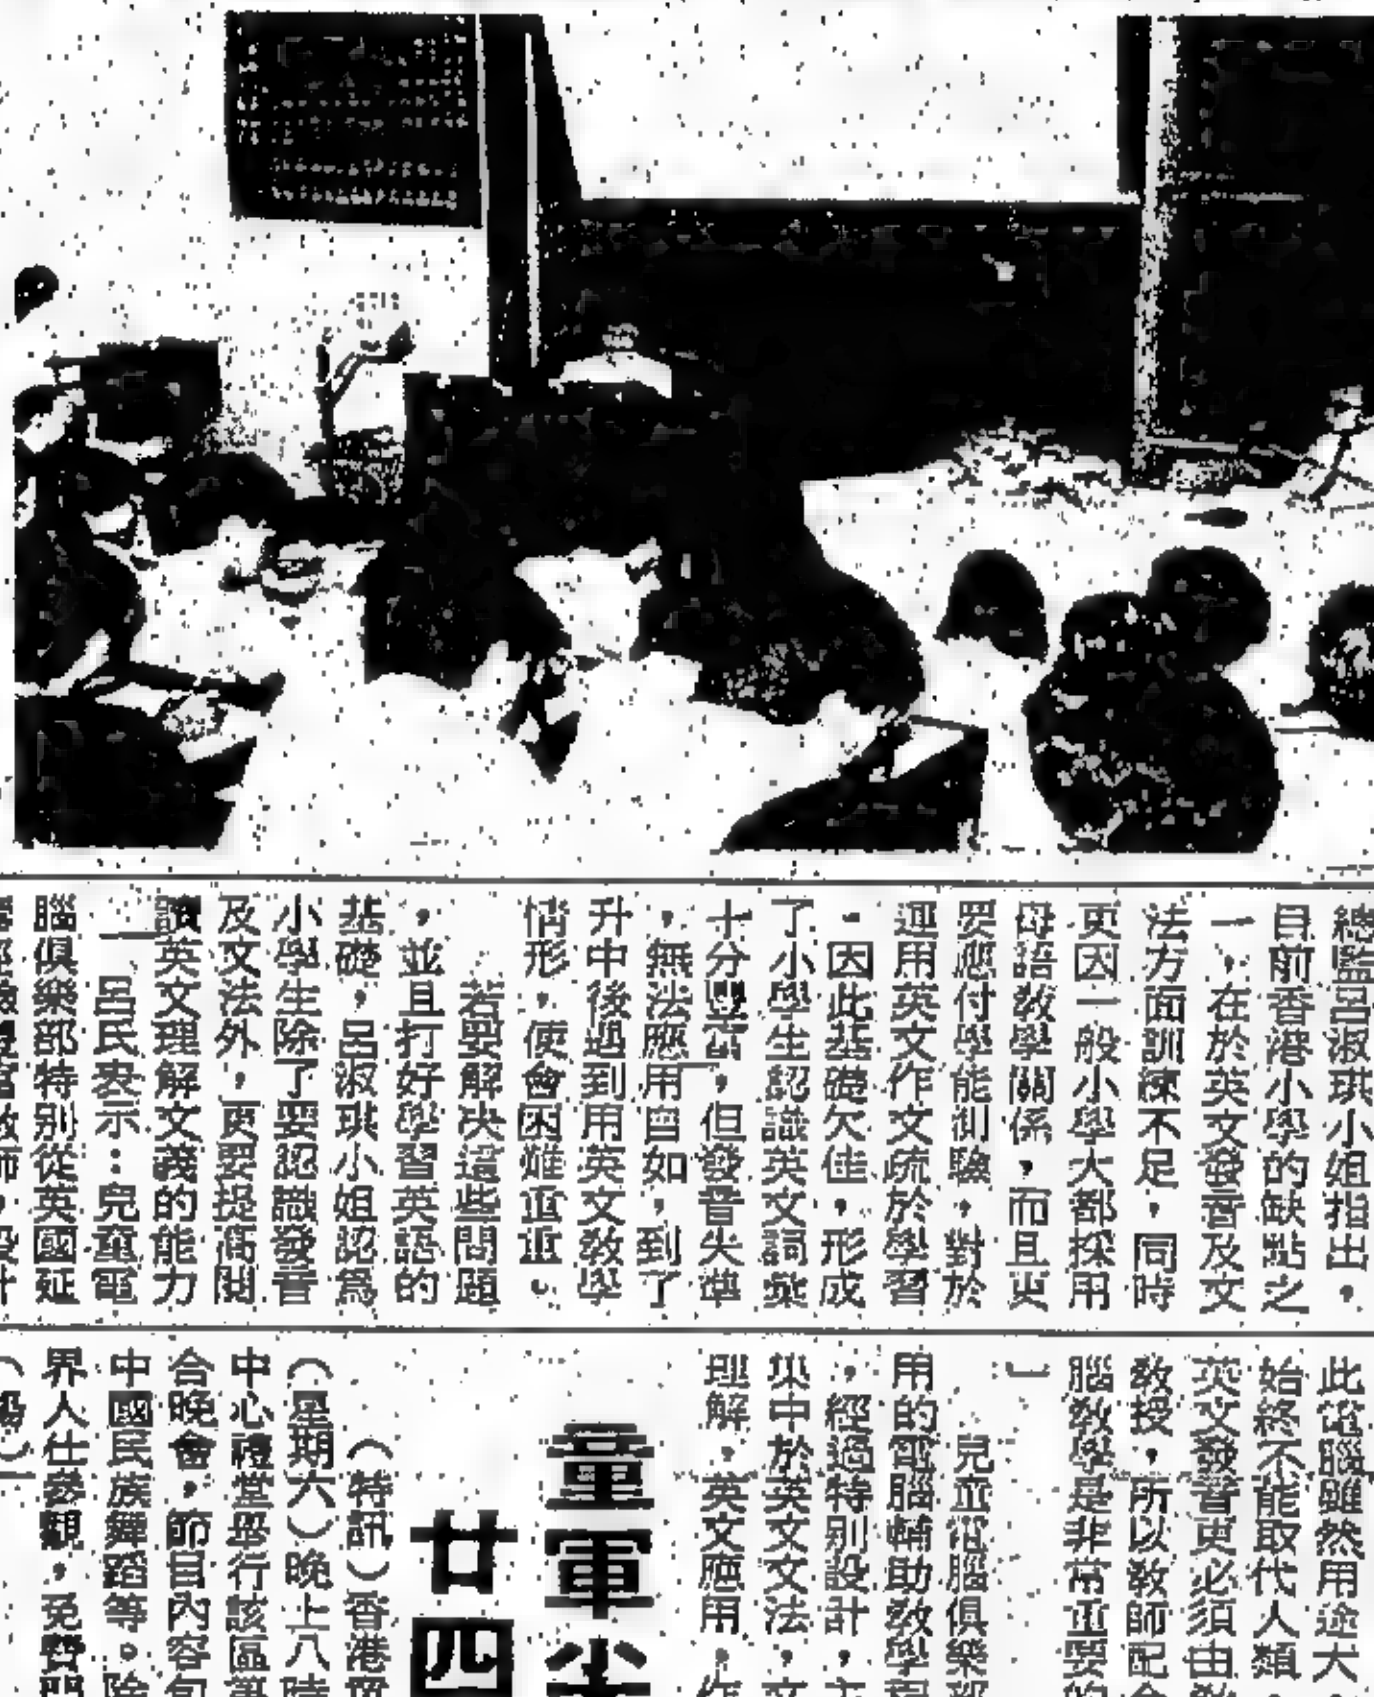 總監呂淑琪小姐指出，
目前香港小學的缺點之
一，在於英文發音及文
法方面訓練不足，同時
更因一般小學大都採用
母語教學關係，而且更
要應付學能測驗，對於
運用英文作文疏於學習
，因此基礎欠佳，形成
了小學生認識英文詞彙
十分豐富，但發音失準
，無法應用自如，到了
升中後遇到用英文教學
情形，便會困難重重。
若要解決這些問題
，並且打好學習英語的
基礎，呂淑琪小姐認為
小學生除了要認識發音
及文法外，更要提高閱
讀英文理解文義的能力
呂民表示：兒童電
腦俱樂部特别從英國延
教師，設計
此電腦雖然用途大
始終不能取代人類
英文發音更必須由教
教授，所以教師配合
腦教學是非常重要的
」
兒童電腦俱樂部
用的電腦輔助教學程
，經過特別設計，主
集中於英文文法，文
理解，英文應用，作
童軍尖
廿四
（特訊）香港童
（星期六）晚上八時
中心禮堂舉行該區第
合晚會，節目內容包
中國民族舞蹈等。除
界人仕參觀，免費門